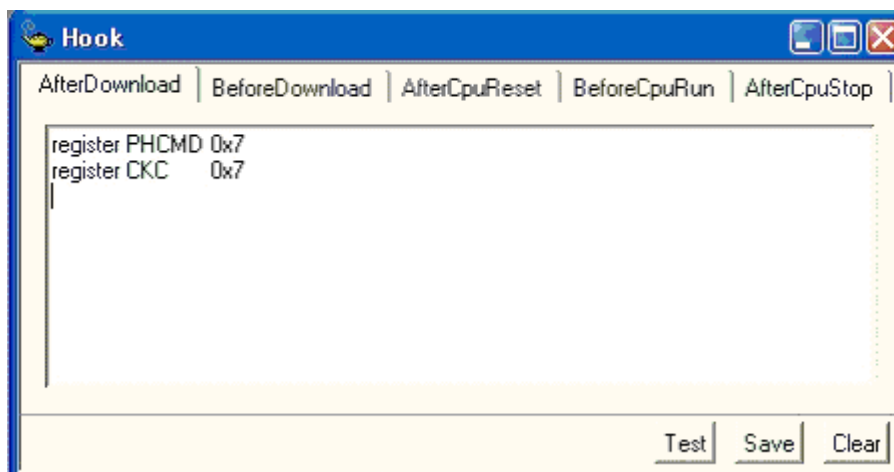 Hook
AfterDownload BeforeDownload AfterCpuReset BeforeCpuRun AfterCpuStop
register PHCMD 0x7
register CKC 0x7
Test Save Clear